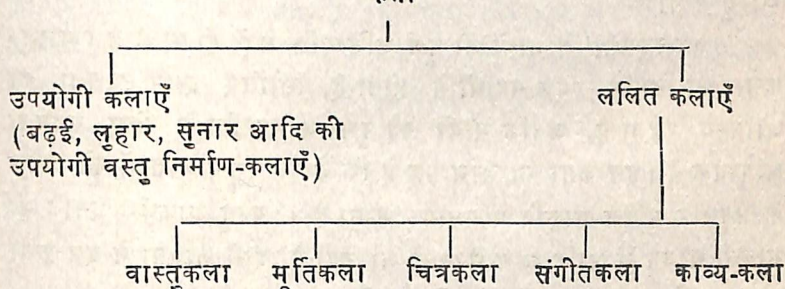 उपयोगी कलाएँ
(बढ़ई, लुहार, सुनार आदि की
उपयोगी वस्तु निर्माण-कलाएँ)
ललित कलाएँ
वास्तुकला मूर्तिकला चित्रकला संगीतकला काव्य-कला